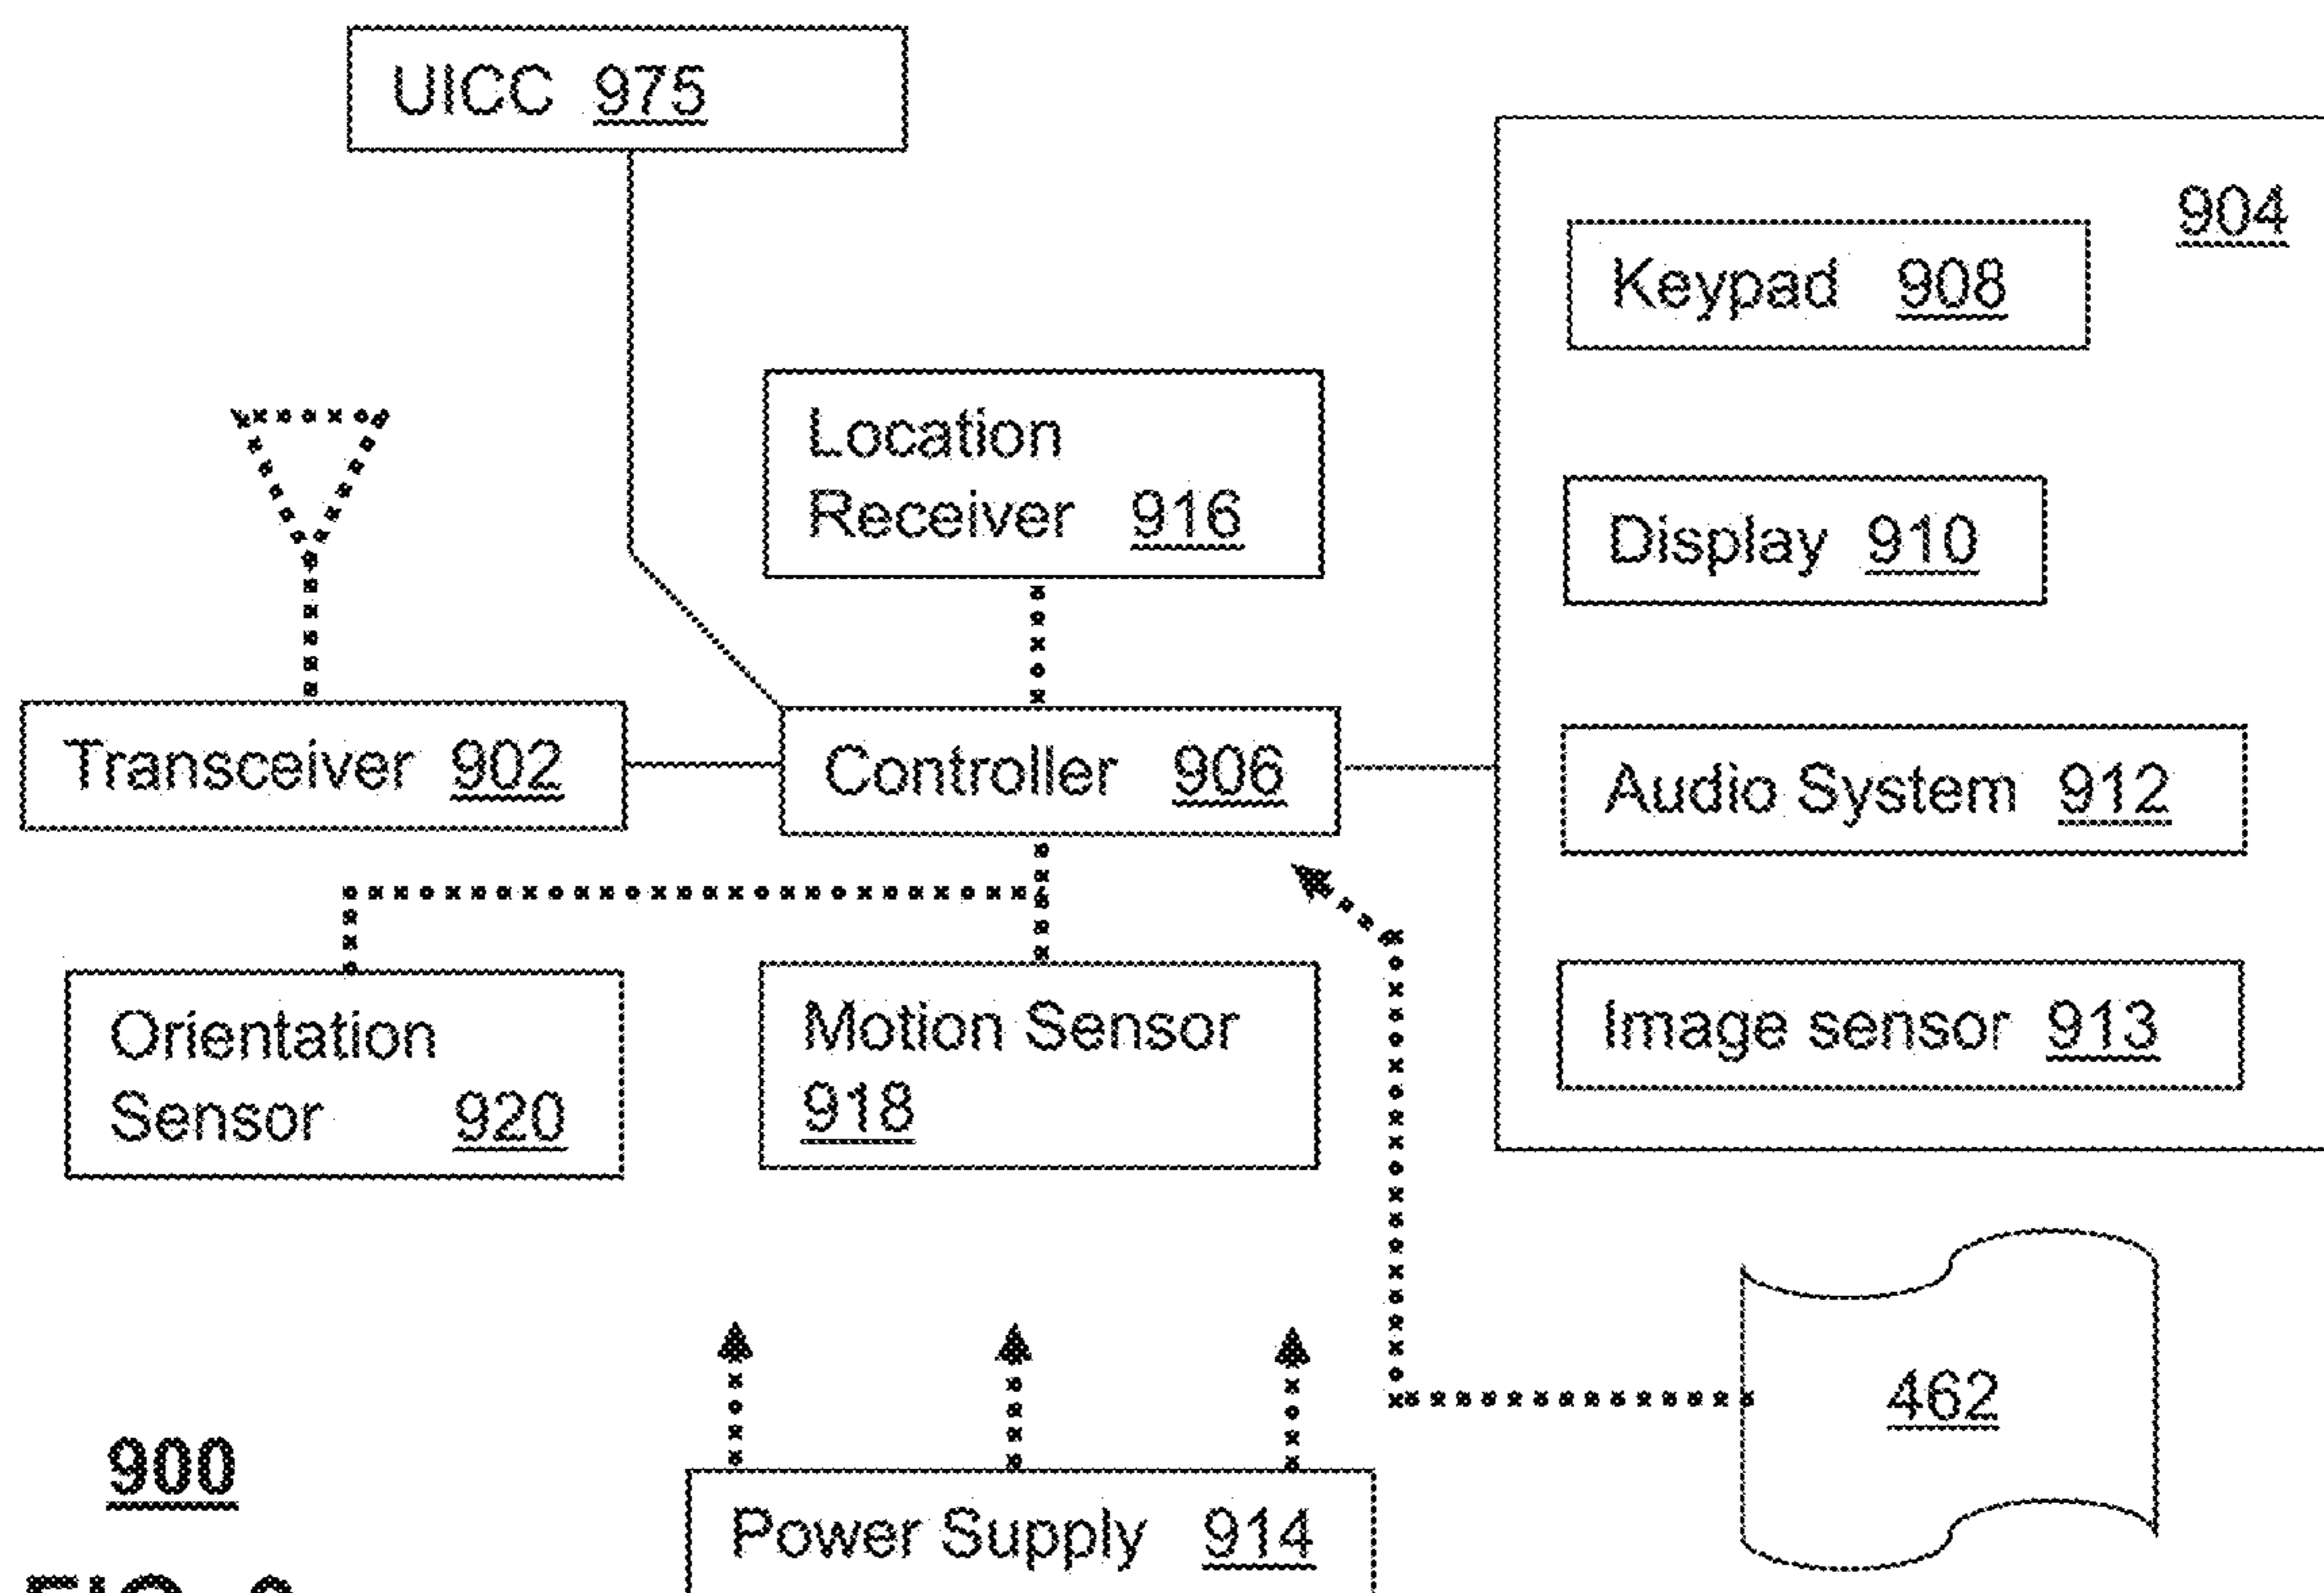 UICC 975
904
Keypad 908
Location
Receiver 916
Display 910
Transceiver 902
Controller 906
Audio System 912
Orientation
Sensor 920
Motion Sensor
918
Image sensor 913
462
900
Power Supply 914